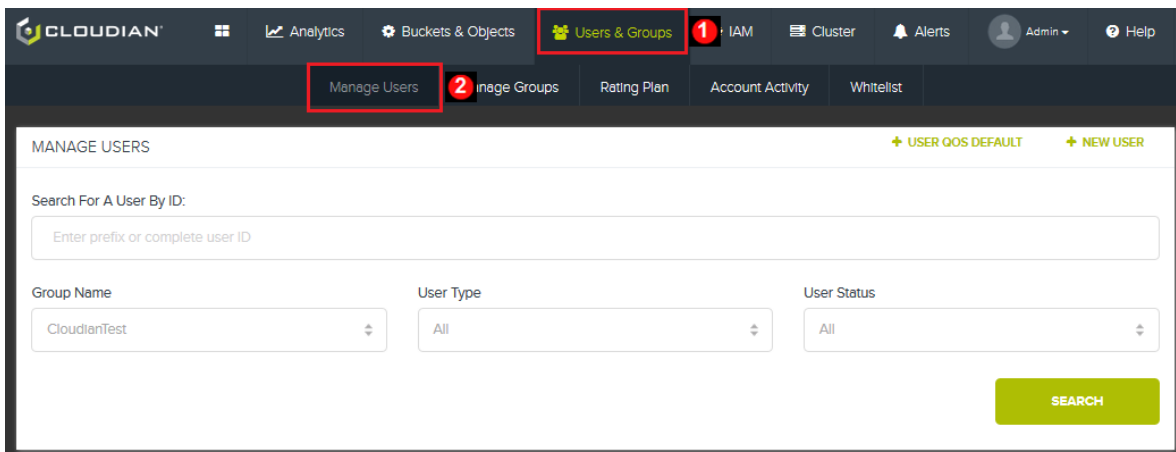 CLOUDIAN Analytics Buckets & Objects Users & Groups 1 IAM Cluster Alerts Admin Help
Manage Users 2 nage Groups Rating Plan Account Activity Whitelist
MANAGE USERS + USER QOS DEFAULT + NEW USER
Search For A User By ID:
Enter prefix or complete user ID
Group Name User Type User Status
CloudianTest All All
SEARCH